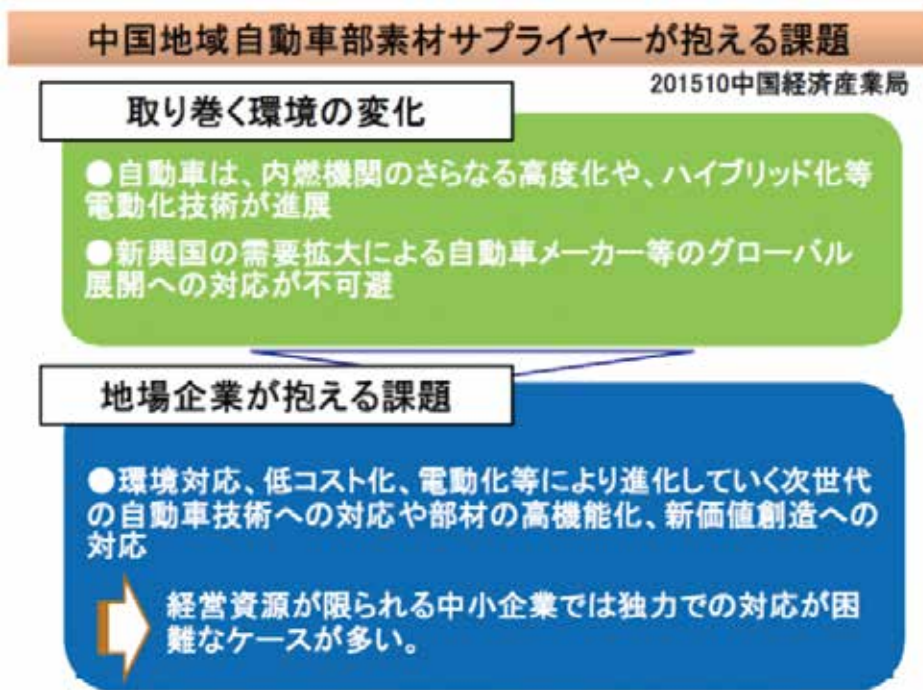 中国地域自動車部素材サプライヤーが抱える課題
201510中国経済産業局
取り巻く環境の変化
●自動車は、内燃機関のさらなる高度化や、ハイブリッド化等
電動化技術が進展
●新興国の需要拡大による自動車メーカー等のグローバル
展開への対応が不可避
地場企業が抱える課題
●環境対応、低コスト化、電動化等により進化していく次世代
の自動車技術への対応や部材の高機能化、新価値創造への
対応
経営資源が限られる中小企業では独力での対応が困
難なケースが多い。